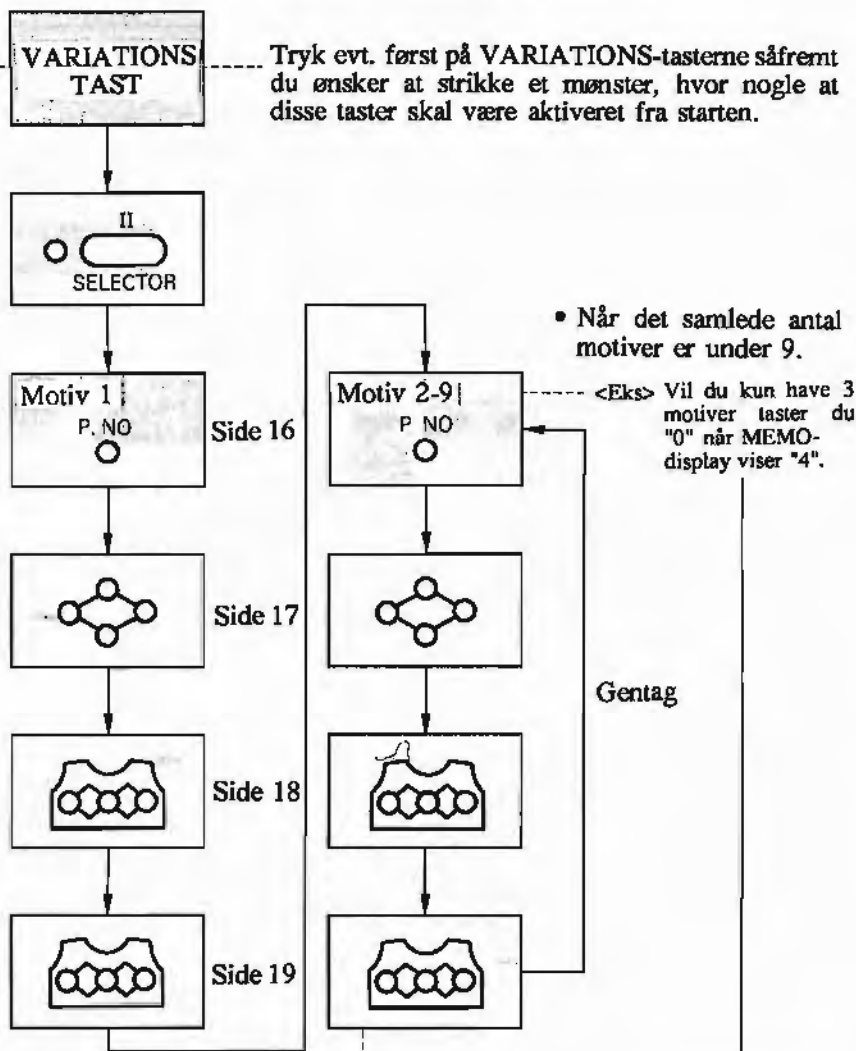 VARIATIONS
TAST
Tryk evt. først på VARIATIONS-tasterne såfremt
du ønsker at strikke et mønster, hvor nogle at
disse taster skal være aktiveret fra starten.
II
SELECTOR
Motiv 1
P. NO
Side 16
Side 17
Side 18
Side 19
Motiv 2-9
P NO
• Når det samlede antal
motiver er under 9.
<Eks> Vil du kun have 3
motiver taster du
"0" når MEMO-
display viser "4".
Gentag